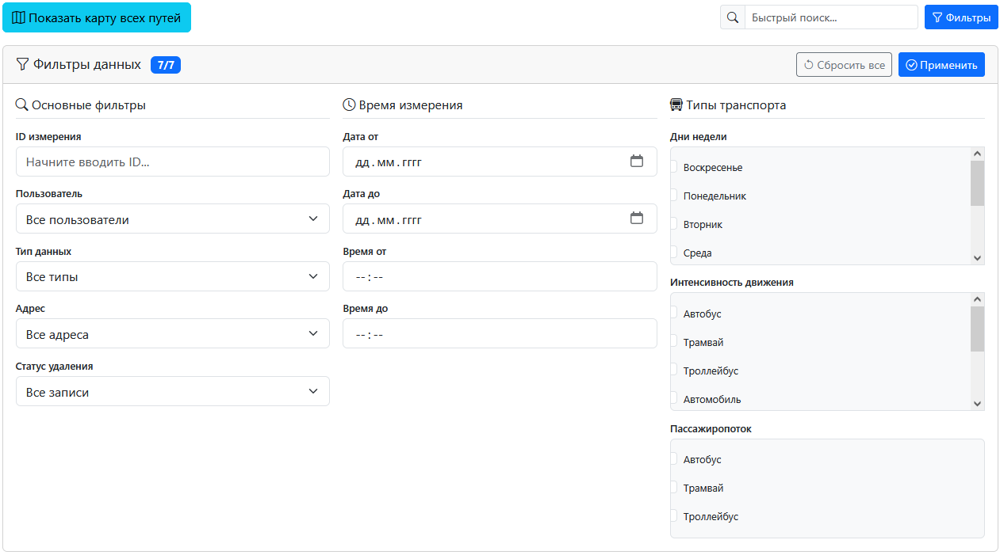 Показать карту всех путей
Быстрый поиск...
Фильтры
Фильтры данных 7/7
Сбросить все
Применить
Основные фильтры
ID измерения
Начните вводить ID...
Пользователь
Все пользователи
Тип данных
Все типы
Адрес
Все адреса
Статус удаления
Все записи
Время измерения
Дата от
дд.мм.гггг
Дата до
дд.мм.гггг
Время от
--:--
Время до
--:--
Типы транспорта
Дни недели
Воскресенье
Понедельник
Вторник
Среда
Интенсивность движения
Автобус
Трамвай
Троллейбус
Автомобиль
Пассажиропоток
Автобус
Трамвай
Троллейбус